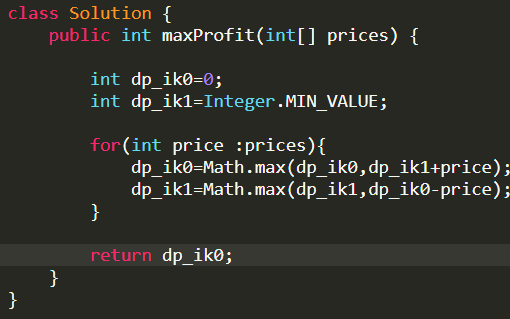 class Solution {
    public int maxProfit(int[] prices) {
        int dp_ik0=0;
        int dp_ik1=Integer.MIN_VALUE;
        for(int price :prices){
            dp_ik0=Math.max(dp_ik0,dp_ik1+price);
            dp_ik1=Math.max(dp_ik1,dp_ik0-price);
        }
        return dp_ik0;
    }
}